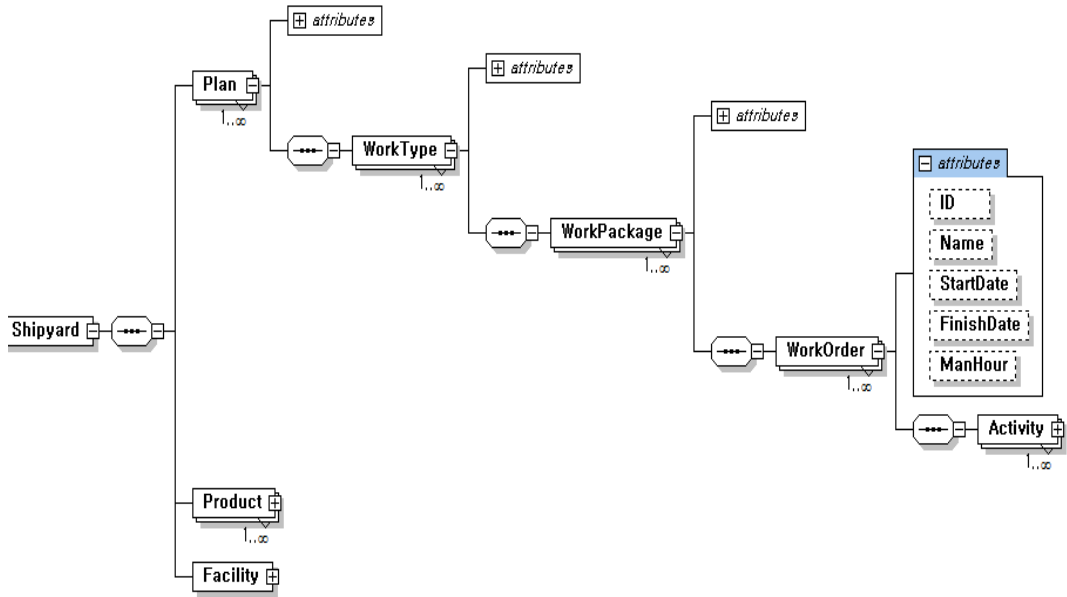 attributes
Plan
1..∞
attributes
WorkType
1..∞
attributes
WorkPackage
1..∞
attributes
ID
Name
StartDate
FinishDate
ManHour
Shipyard
WorkOrder
1..∞
Activity
1..∞
Product
1..∞
Facility